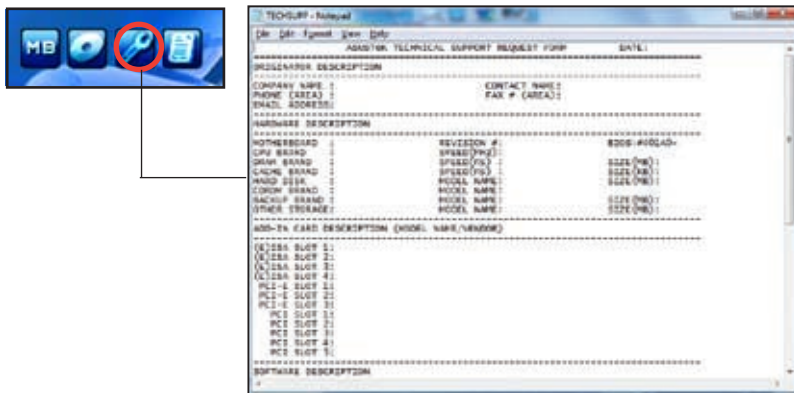 MB
TECHSUPP - Notepad
File Edit Format View Help
ASUSTEK TECHNICAL SUPPORT REQUEST FORM DATE:
ORIGINATOR DESCRIPTION
COMPANY NAME : CONTACT NAME:
PHONE (AREA) : FAX # (AREA):
EMAIL ADDRESS:
HARDWARE DESCRIPTION
MOTHERBOARD : REVISION #: BIOS:
CPU BRAND : SPEED(MHZ):
DRAM BRAND : SPEED(NS) : SIZE(MB):
CACHE BRAND : SPEED(NS) : SIZE(KB):
HARD DISK : MODEL NAME: SIZE(MB):
CDROM BRAND : MODEL NAME:
BACKUP BRAND : MODEL NAME: SIZE(MB):
OTHER STORAGE: MODEL NAME: SIZE(MB):
ADD-IN CARD DESCRIPTION (MODEL NAME/VENDOR)
(E)ISA SLOT 1:
(E)ISA SLOT 2:
(E)ISA SLOT 3:
(E)ISA SLOT 4:
PCI-E SLOT 1:
PCI-E SLOT 2:
PCI-E SLOT 3:
PCI SLOT 1:
PCI SLOT 2:
PCI SLOT 3:
PCI SLOT 4:
PCI SLOT 5:
SOFTWARE DESCRIPTION